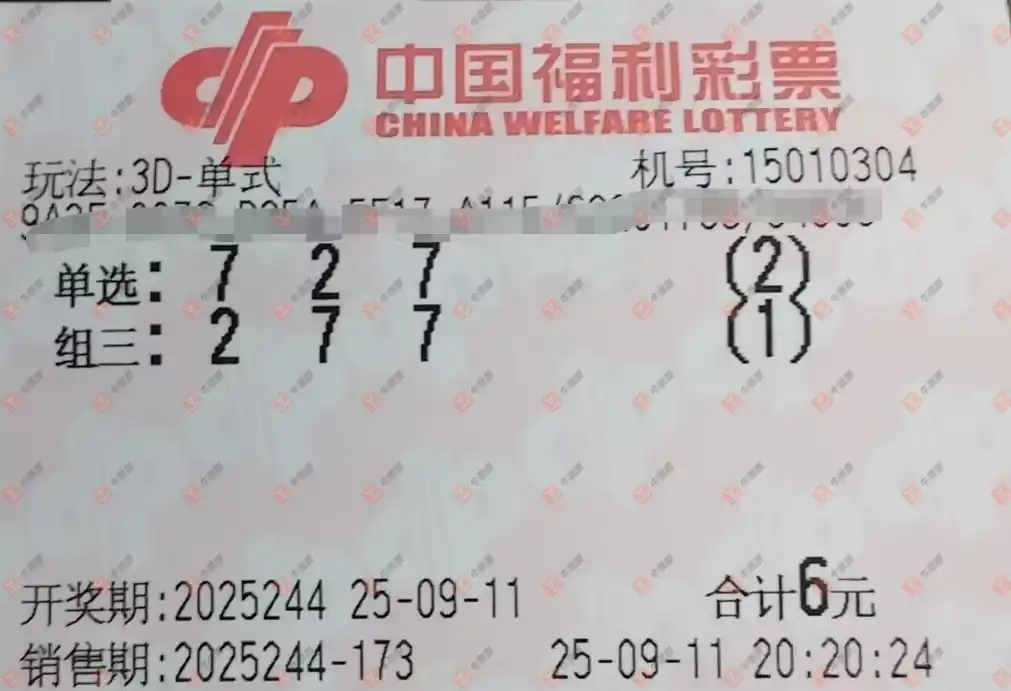 中国福利彩票
CHINA WELFARE LOTTERY
玩法:3D-单式 机号:15010304
单选: 7 2 7 (2)
组三: 2 7 7 (1)
开奖期:2025244 25-09-11 合计6元
销售期:2025244-173 25-09-11 20:20:24